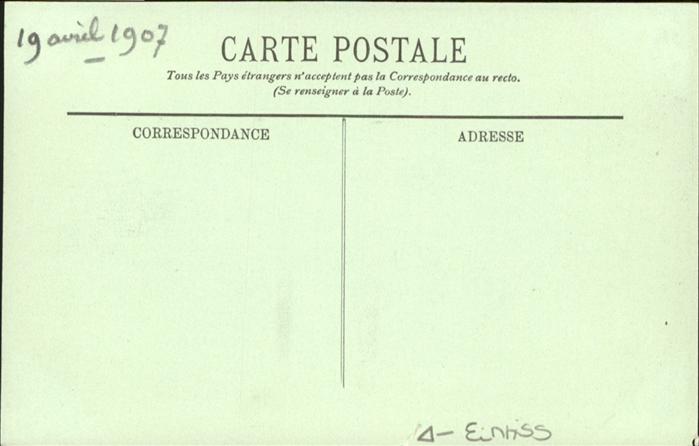 19 avril 1907
CARTE POSTALE
Tous les Pays étrangers n'acceptent pas la Correspondance au recto.
(Se renseigner à la Poste).
CORRESPONDANCE
ADRESSE